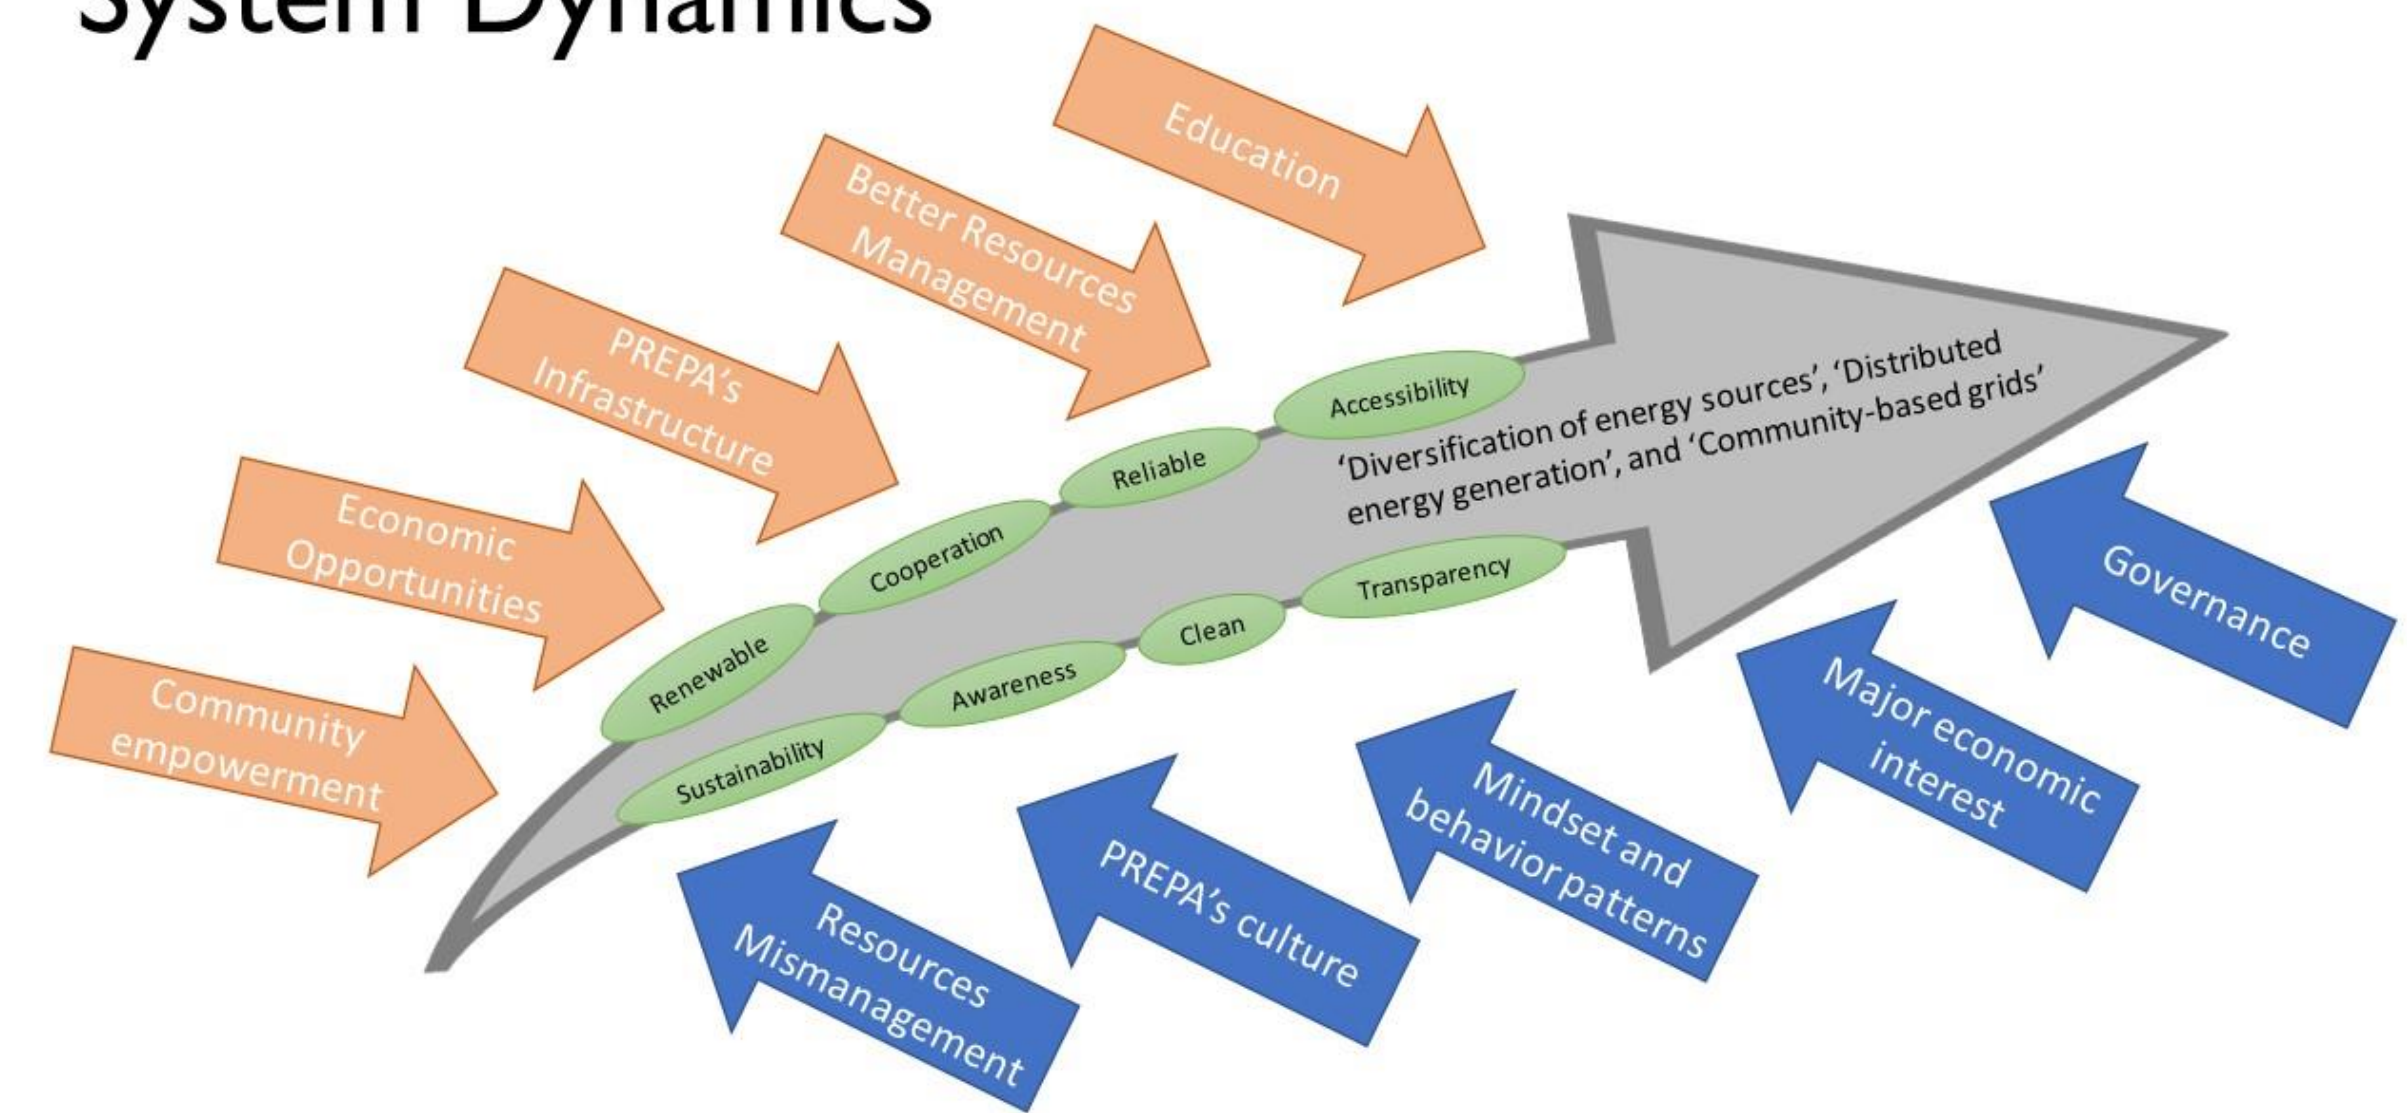 System Dynamics
Education
Better Resources
Management
PREPA's
Infrastructure
Economic
Opportunities
Community
empowerment
Accessibility
Reliable
Cooperation
Renewable
'Diversification of energy sources', 'Distributed
energy generation', and 'Community-based grids'
Transparency
Clean
Awareness
Sustainability
Governance
Major economic
interest
Mindset and
behavior patterns
PREPA's culture
Resources
Mismanagement